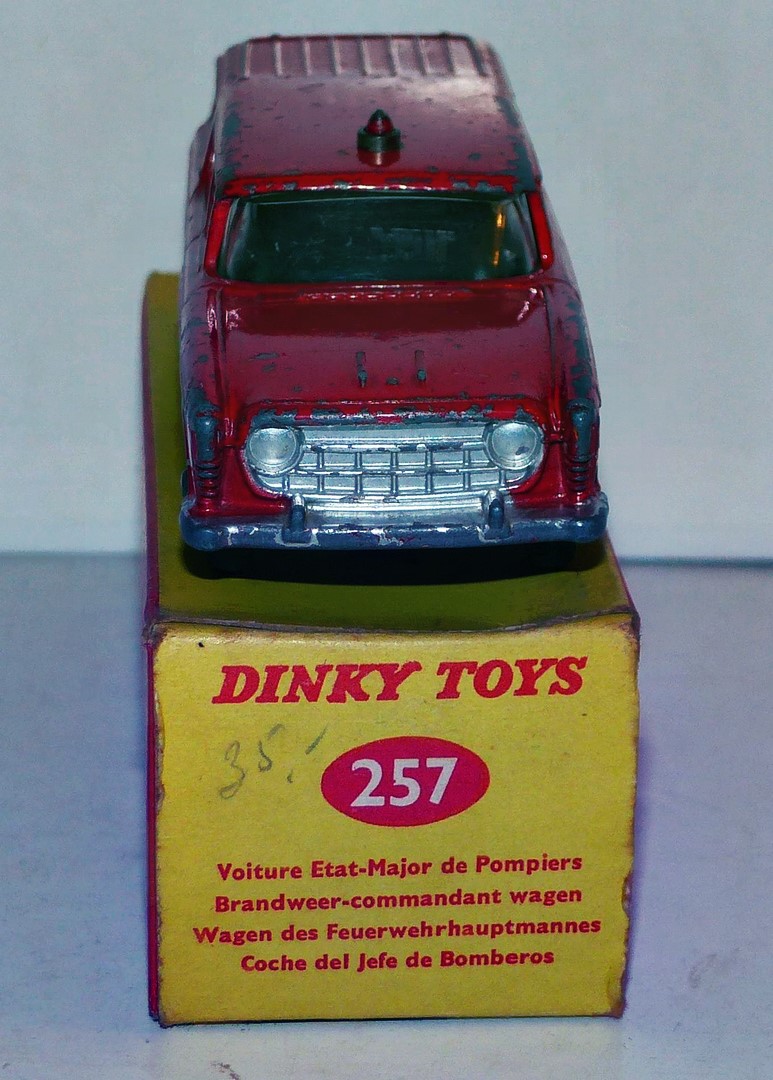 DINKY TOYS
35.-
257
Voiture Etat-Major de Pompiers
Brandweer-commandant wagen
Wagen des Feuerwehrhauptmannes
Coche del Jefe de Bomberos